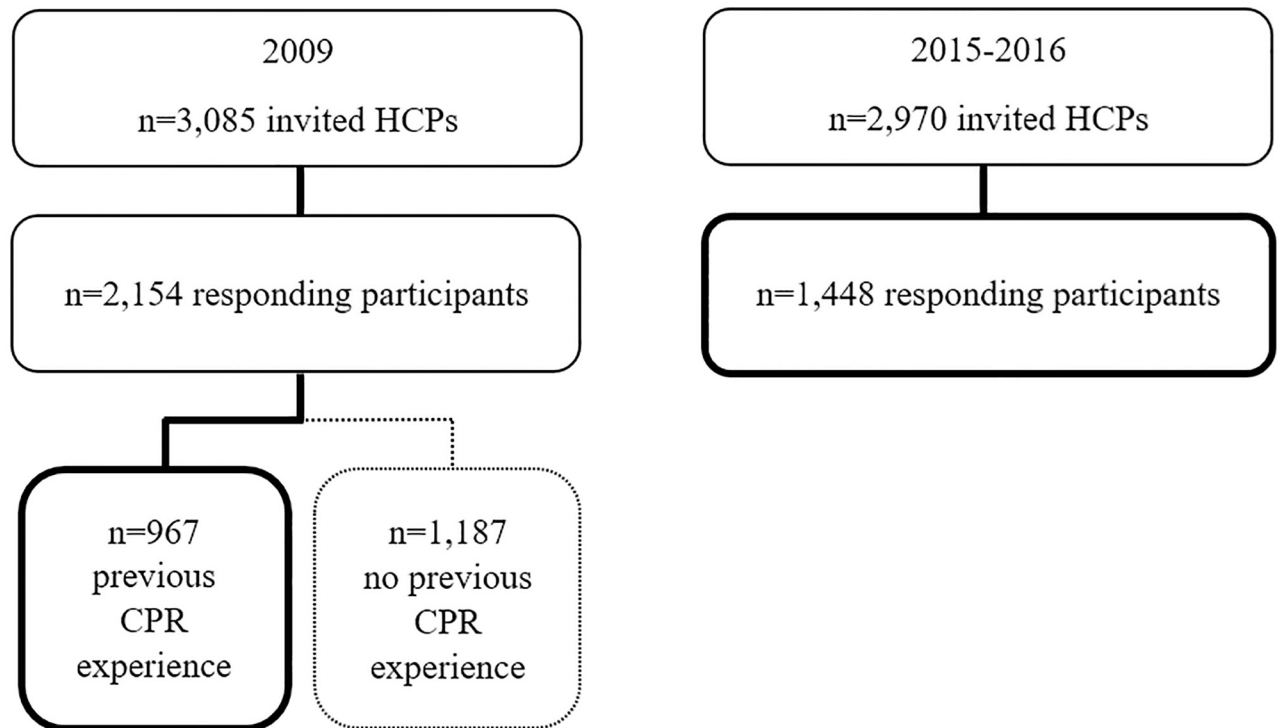 2009
n=3,085 invited HCPs
n=2,154 responding participants
n=967
previous
CPR
experience
n=1,187
no previous
CPR
experience
2015-2016
n=2,970 invited HCPs
n=1,448 responding participants